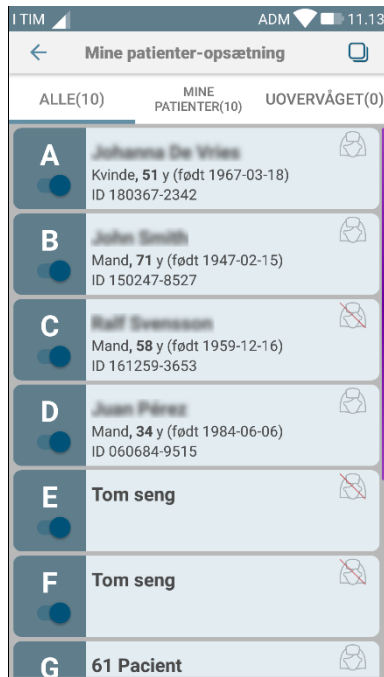 I TIM ADM 11.13
Mine patienter-opsætning
ALLE(10) MINE PATIENTER(10) UOVERVÅGET(0)
A
Kvinde, 51 y (født 1967-03-18)
ID 180367-2342
B
Mand, 71 y (født 1947-02-15)
ID 150247-8527
C
Mand, 58 y (født 1959-12-16)
ID 161259-3653
D
Mand, 34 y (født 1984-06-06)
ID 060684-9515
E Tom seng
F Tom seng
G 61 Pacient